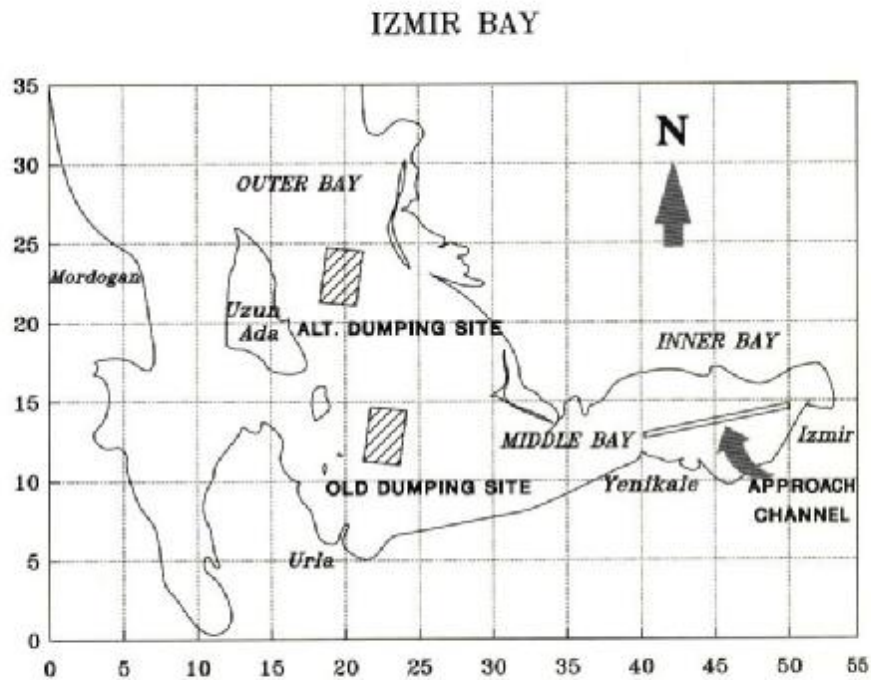 IZMIR BAY
35
30
25
20
15
10
5
0
N
OUTER BAY
Mordogan
Uzun
Ada
ALT. DUMPING SITE
INNER BAY
MIDDLE BAY
Izmir
OLD DUMPING SITE
Yenikale
APPROACH
CHANNEL
Urla
0 5 10 15 20 25 30 35 40 45 50 55